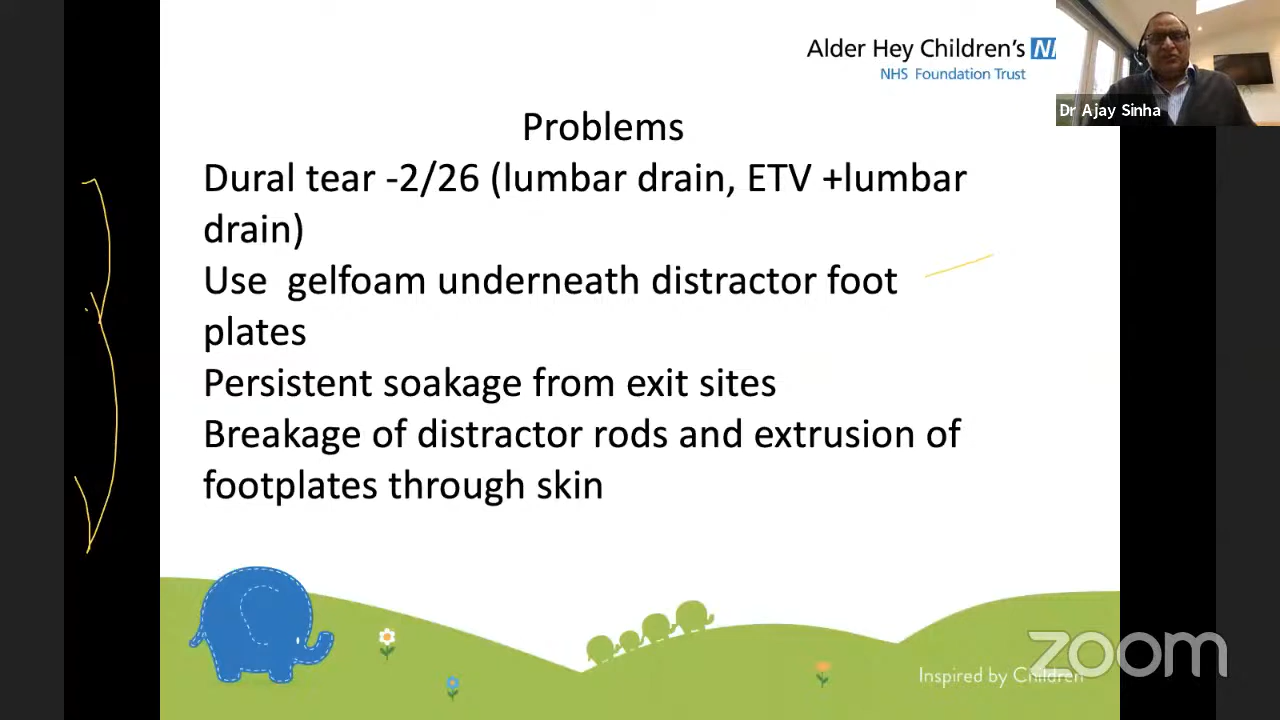 Alder Hey Children's
NHS Foundation Trust
Dr Ajay Sinha
Problems
Dural tear -2/26 (lumbar drain, ETV +lumbar
drain)
Use gelfoam underneath distractor foot
plates
Persistent soakage from exit sites
Breakage of distractor rods and extrusion of
footplates through skin
Inspired by Children
zoom